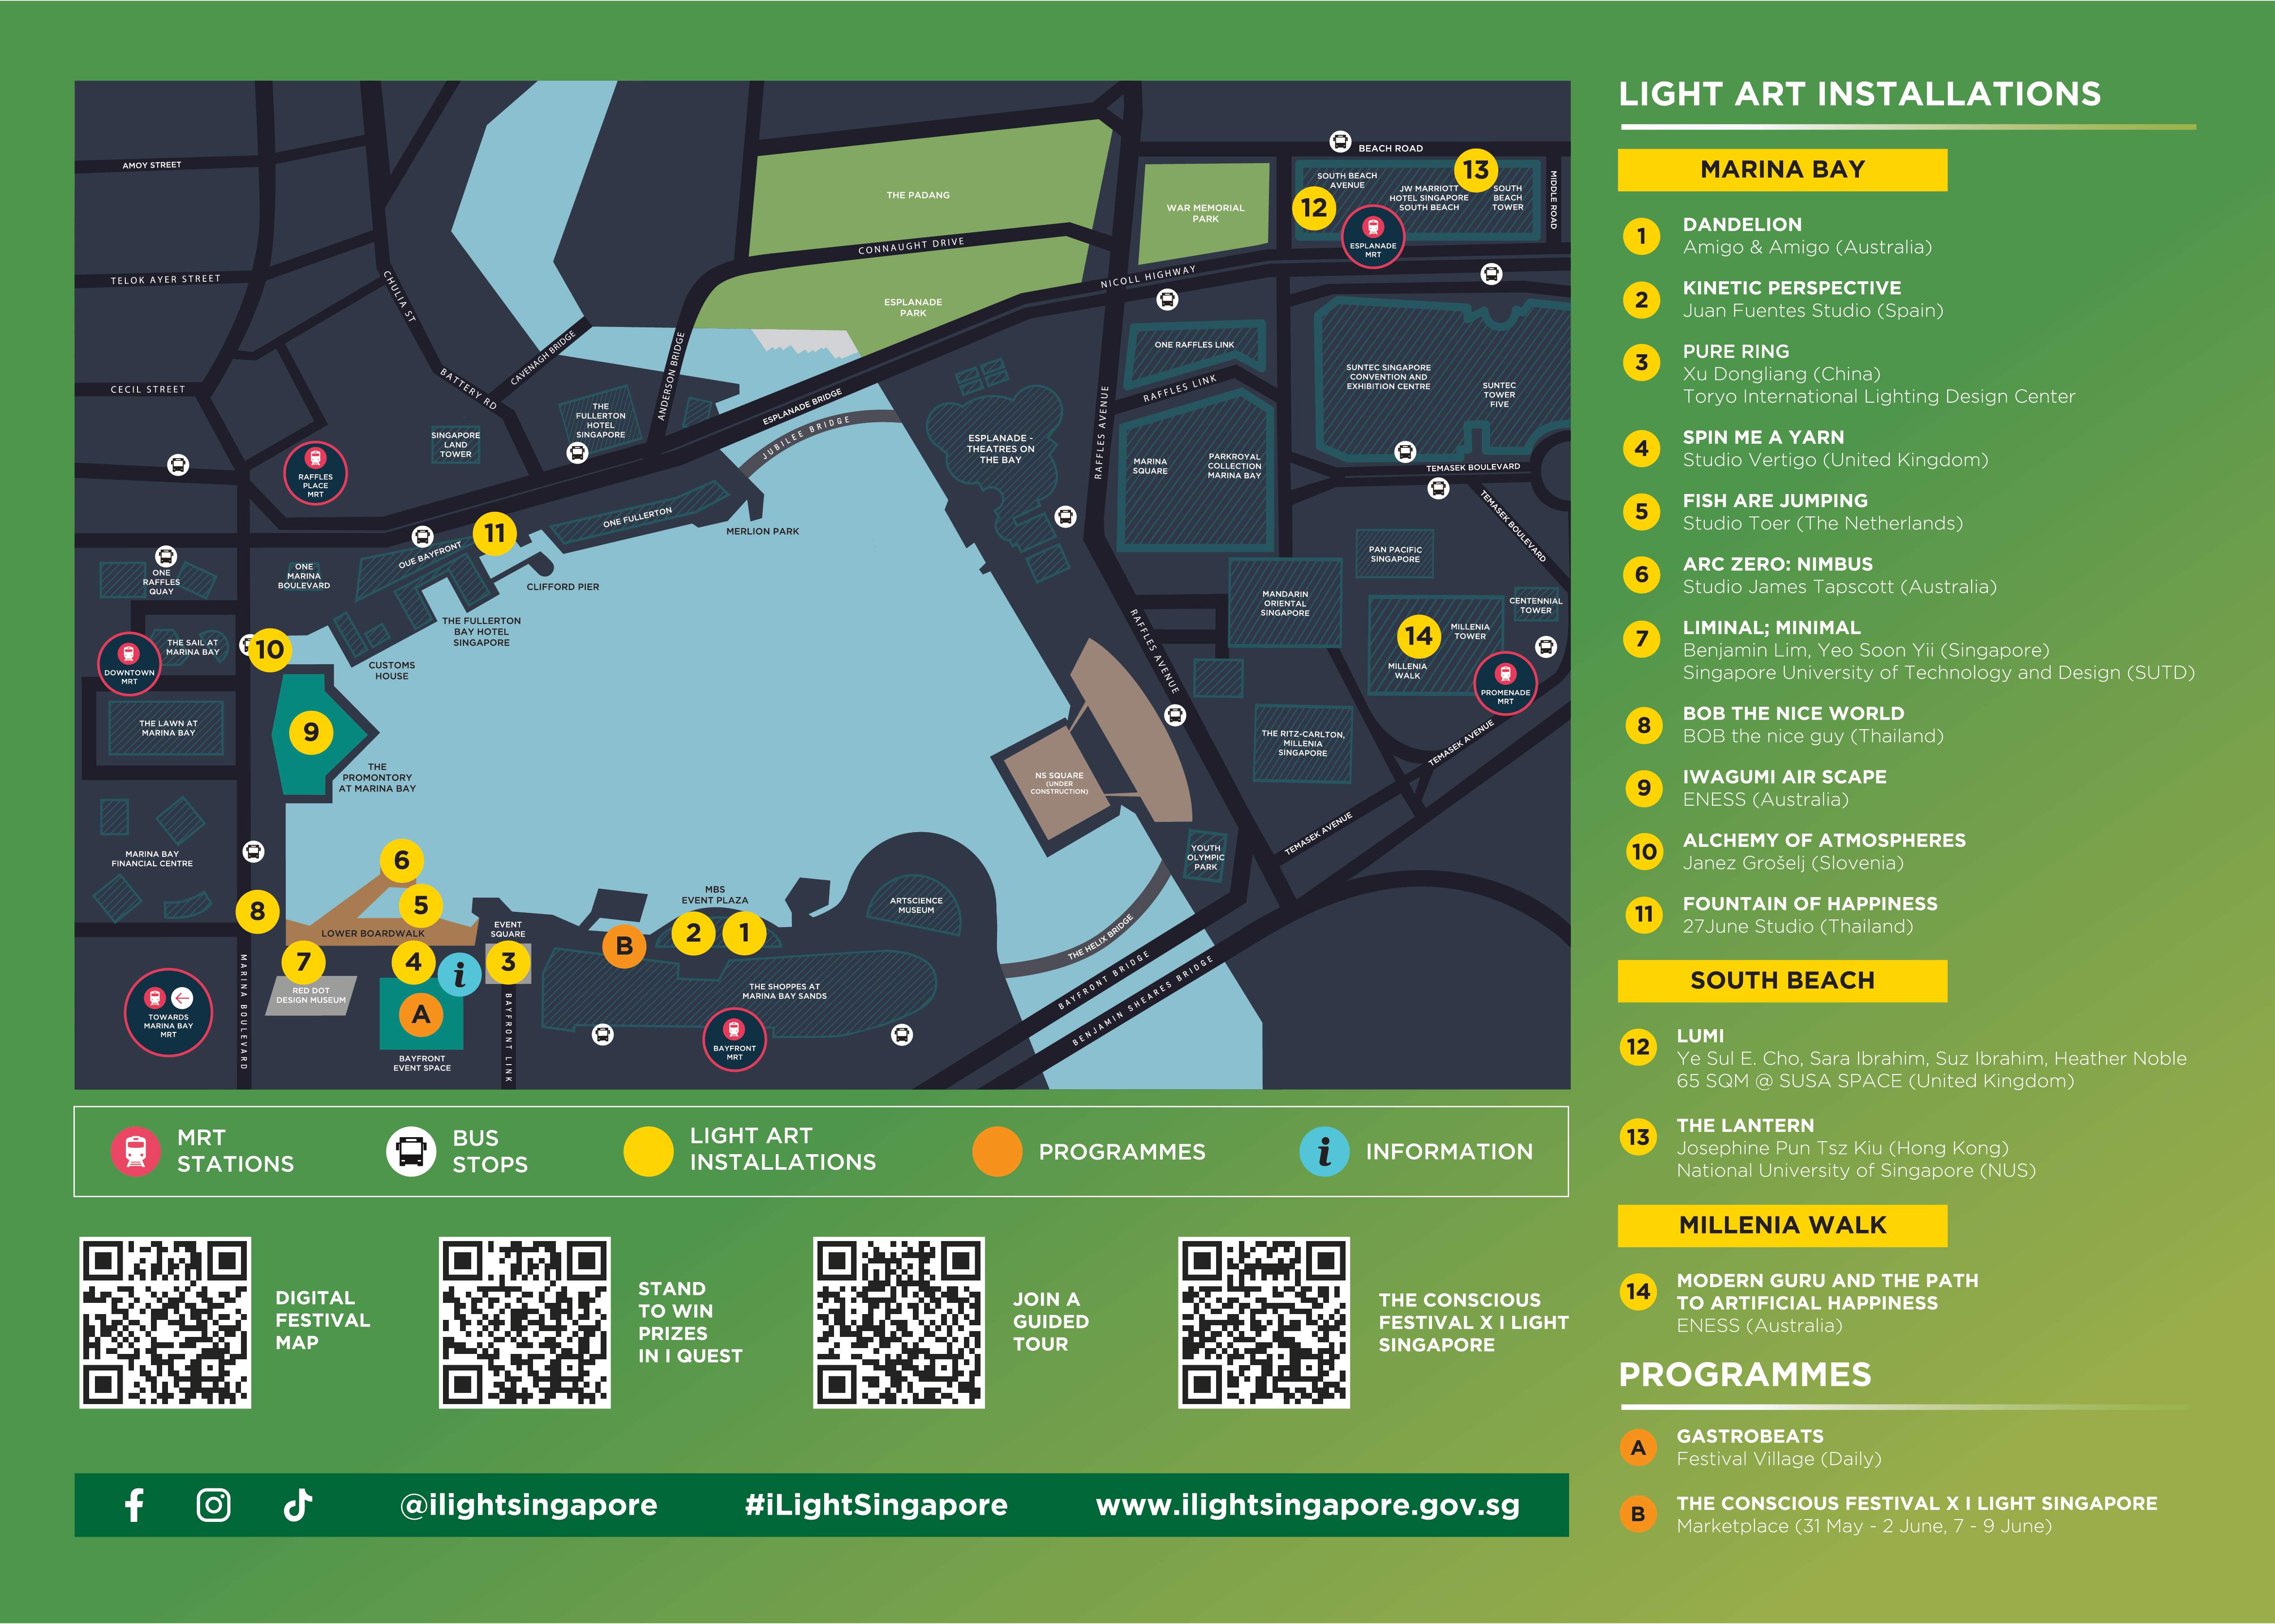 AMOY STREET
TELOK AYER STREET
CECIL STREET
CHULIA ST
BATTERY RD
CAVENAGH BRIDGE
ANDERSON BRIDGE
THE PADANG
CONNAUGHT DRIVE
ESPLANADE
PARK
WAR MEMORIAL
PARK
NICOLL HIGHWAY
BEACH ROAD
MIDDLE ROAD
SOUTH BEACH
AVENUE
JW MARRIOTT
HOTEL SINGAPORE
SOUTH BEACH
SOUTH
BEACH
TOWER
13
12
ESPLANADE
MRT
ONE RAFFLES LINK
RAFFLES LINK
RAFFLES AVENUE
SUNTEC SINGAPORE
CONVENTION AND
EXHIBITION CENTRE
SUNTEC
TOWER
FIVE
TEMASEK BOULEVARD
TEMASEK BOULEVARD
MARINA
SQUARE
PARKROYAL
COLLECTION
MARINA BAY
ESPLANADE -
THEATRES ON
THE BAY
ESPLANADE BRIDGE
JUBILEE BRIDGE
THE
FULLERTON
HOTEL
SINGAPORE
SINGAPORE
LAND
TOWER
RAFFLES
PLACE
MRT
ONE FULLERTON
MERLION PARK
11
OUE BAYFRONT
CLIFFORD PIER
THE FULLERTON
BAY HOTEL
SINGAPORE
CUSTOMS
HOUSE
ONE
MARINA
BOULEVARD
ONE
RAFFLES
QUAY
THE SAIL AT
MARINA BAY
10
DOWNTOWN
MRT
THE LAWN AT
MARINA BAY
9
THE
PROMONTORY
AT MARINA BAY
MARINA BAY
FINANCIAL CENTRE
PAN PACIFIC
SINGAPORE
MANDARIN
ORIENTAL
SINGAPORE
CENTENNIAL
TOWER
14
MILLENIA
TOWER
MILLENIA
WALK
PROMENADE
MRT
RAFFLES AVENUE
THE RITZ-CARLTON,
MILLENIA
SINGAPORE
TEMASEK AVENUE
TEMASEK AVENUE
NS SQUARE
(UNDER
CONSTRUCTION)
YOUTH
OLYMPIC
PARK
6
5
8
LOWER BOARDWALK
7
4
i
3
EVENT
SQUARE
RED DOT
DESIGN MUSEUM
A
BAYFRONT
EVENT SPACE
MARINA BOULEVARD
BAYFRONT LINK
TOWARDS
MARINA BAY
MRT
B
MBS
EVENT PLAZA
2
1
ARTSCIENCE
MUSEUM
THE SHOPPES AT
MARINA BAY SANDS
BAYFRONT
MRT
THE HELIX BRIDGE
BAYFRONT BRIDGE
BENJAMIN SHEARES BRIDGE
MRT
STATIONS
BUS
STOPS
LIGHT ART
INSTALLATIONS
PROGRAMMES
i
INFORMATION
DIGITAL
FESTIVAL
MAP
STAND
TO WIN
PRIZES
IN I QUEST
JOIN A
GUIDED
TOUR
THE CONSCIOUS
FESTIVAL X I LIGHT
SINGAPORE
@ilightsingapore
#iLightSingapore
www.ilightsingapore.gov.sg
LIGHT ART INSTALLATIONS
MARINA BAY
1
DANDELION
Amigo & Amigo (Australia)
2
KINETIC PERSPECTIVE
Juan Fuentes Studio (Spain)
3
PURE RING
Xu Dongliang (China)
Toryo International Lighting Design Center
4
SPIN ME A YARN
Studio Vertigo (United Kingdom)
5
FISH ARE JUMPING
Studio Toer (The Netherlands)
6
ARC ZERO: NIMBUS
Studio James Tapscott (Australia)
7
LIMINAL; MINIMAL
Benjamin Lim, Yeo Soon Yii (Singapore)
Singapore University of Technology and Design (SUTD)
8
BOB THE NICE WORLD
BOB the nice guy (Thailand)
9
IWAGUMI AIR SCAPE
ENESS (Australia)
10
ALCHEMY OF ATMOSPHERES
Janez Grošelj (Slovenia)
11
FOUNTAIN OF HAPPINESS
27June Studio (Thailand)
SOUTH BEACH
12
LUMI
Ye Sul E. Cho, Sara Ibrahim, Suz Ibrahim, Heather Noble
65 SQM @ SUSA SPACE (United Kingdom)
13
THE LANTERN
Josephine Pun Tsz Kiu (Hong Kong)
National University of Singapore (NUS)
MILLENIA WALK
14
MODERN GURU AND THE PATH
TO ARTIFICIAL HAPPINESS
ENESS (Australia)
PROGRAMMES
A
GASTROBEATS
Festival Village (Daily)
B
THE CONSCIOUS FESTIVAL X I LIGHT SINGAPORE
Marketplace (31 May - 2 June, 7 - 9 June)